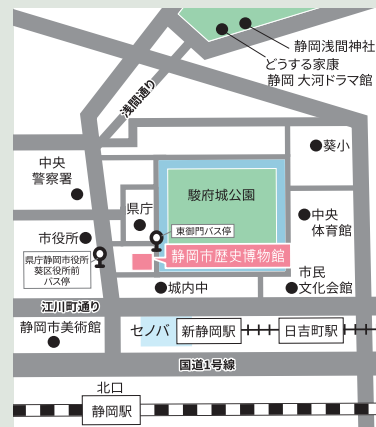 静岡浅間神社
どうする家康
静岡 大河ドラマ館
浅間通り
葵小
中央
警察署
駿府城公園
県庁
中央
体育館
東御門バス停
市役所
静岡市歴史博物館
県庁静岡市役所
葵区役所前
バス停
市民
文化会館
城内中
江川町通り
静岡市美術館
セノバ
新静岡駅
日吉町駅
国道1号線
北口
静岡駅